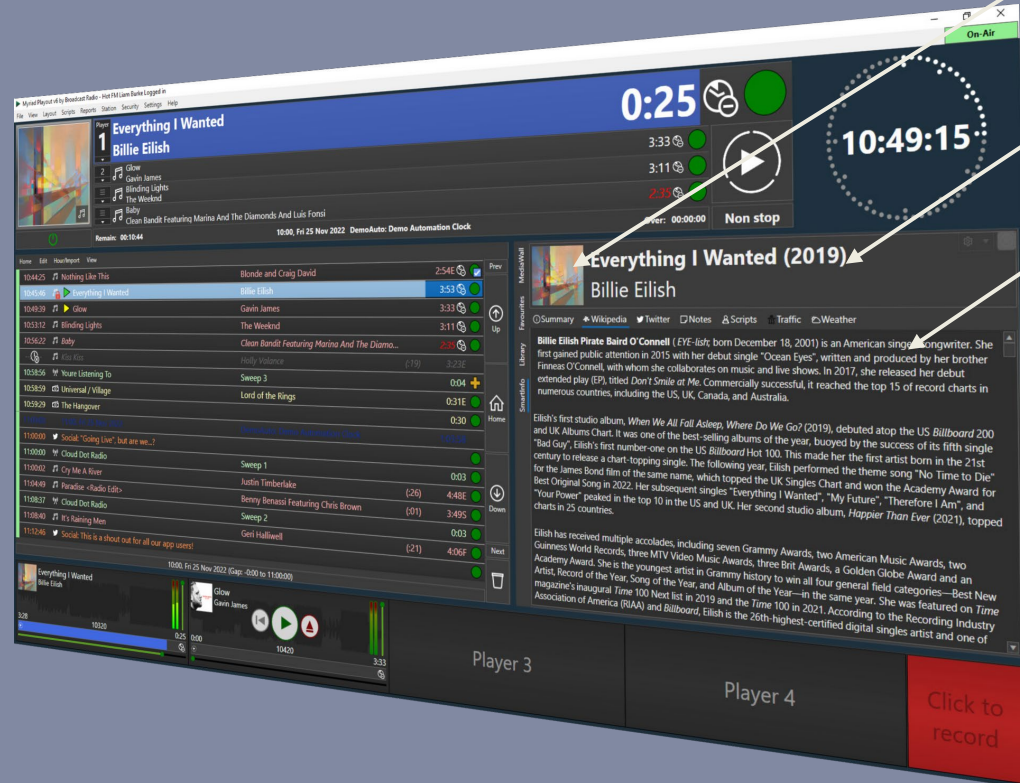 On-Air
Myriad Playout v6 by Broadcast Radio - Hot FM Liam Burke Logged in
File View Layout Scripts Reports Station Security Settings Help
Player
1
Everything I Wanted
Billie Eilish
0:25
2
Glow
Gavin James
3:33
Blinding Lights
The Weeknd
3:11
Baby
Clean Bandit Featuring Marina And The Diamonds And Luis Fonsi
2:35
Remain: 00:10:44
10:00, Fri 25 Nov 2022 DemoAuto: Demo Automation Clock
Over: 00:00:00
Non stop
10:49:15
Home Edit Hour/Report View
10:44:25 Nothing Like This Blonde and Craig David 2:54E
10:45:46 Everything I Wanted Billie Eilish 3:53
10:49:39 Glow Gavin James 3:33
10:53:12 Blinding Lights The Weeknd 3:11
10:56:22 Baby Clean Bandit Featuring Marina And The Diamo... 2:35
Kiss Kiss Holly Valance (:19) 3:23E
10:58:56 Youre Listening To Sweep 3 0:04
10:58:59 Universal / Village Lord of the Rings 0:31E
10:59:29 The Hangover 0:30
11:00:00 Social: "Going Live", but are we...?
11:00:00 Cloud Dot Radio Sweep 1 0:03
11:00:02 Cry Me A River Justin Timberlake (:26) 4:48E
11:04:49 Paradise <Radio Edit> Benny Benassi Featuring Chris Brown (:01) 3:49S
11:08:37 Cloud Dot Radio Sweep 2 0:03
11:08:40 It's Raining Men Geri Halliwell (:21) 4:06F
11:12:46 Social: This is a shout out for all our app users!
10:00, Fri 25 Nov 2022 (Gap: -0:00 to 11:00:00)
Prev
Up
Home
Down
Next
MediaWall
Favourites
Library
SmartInfo
Everything I Wanted (2019)
Billie Eilish
Summary Wikipedia Twitter Notes Scripts Traffic Weather
Billie Eilish Pirate Baird O'Connell ( EYE-lish; born December 18, 2001) is an American singer-songwriter. She
first gained public attention in 2015 with her debut single "Ocean Eyes", written and produced by her brother
Finneas O'Connell, with whom she collaborates on music and live shows. In 2017, she released her debut
extended play (EP), titled Don't Smile at Me. Commercially successful, it reached the top 15 of record charts in
numerous countries, including the US, UK, Canada, and Australia.
Eilish's first studio album, When We All Fall Asleep, Where Do We Go? (2019), debuted atop the US Billboard 200
and UK Albums Chart. It was one of the best-selling albums of the year, buoyed by the success of its fifth single
"Bad Guy", Eilish's first number-one on the US Billboard Hot 100. This made her the first artist born in the 21st
century to release a chart-topping single. The following year, Eilish performed the theme song "No Time to Die"
for the James Bond film of the same name, which topped the UK Singles Chart and won the Academy Award for
Best Original Song in 2022. Her subsequent singles "Everything I Wanted", "My Future", "Therefore I Am", and
"Your Power" peaked in the top 10 in the US and UK. Her second studio album, Happier Than Ever (2021), topped
charts in 25 countries.
Eilish has received multiple accolades, including seven Grammy Awards, two American Music Awards, two
Guinness World Records, three MTV Video Music Awards, three Brit Awards, a Golden Globe Award and an
Academy Award. She is the youngest artist in Grammy history to win all four general field categories—Best New
Artist, Record of the Year, Song of the Year, and Album of the Year—in the same year. She was featured on Time
magazine's inaugural Time 100 Next list in 2019 and the Time 100 in 2021. According to the Recording Industry
Association of America (RIAA) and Billboard, Eilish is the 26th-highest-certified digital singles artist and one of
Everything I Wanted
Billie Eilish
3:28
10320
0:25
Glow
Gavin James
0:00
10420
3:33
Player 3
Player 4
Click to
record